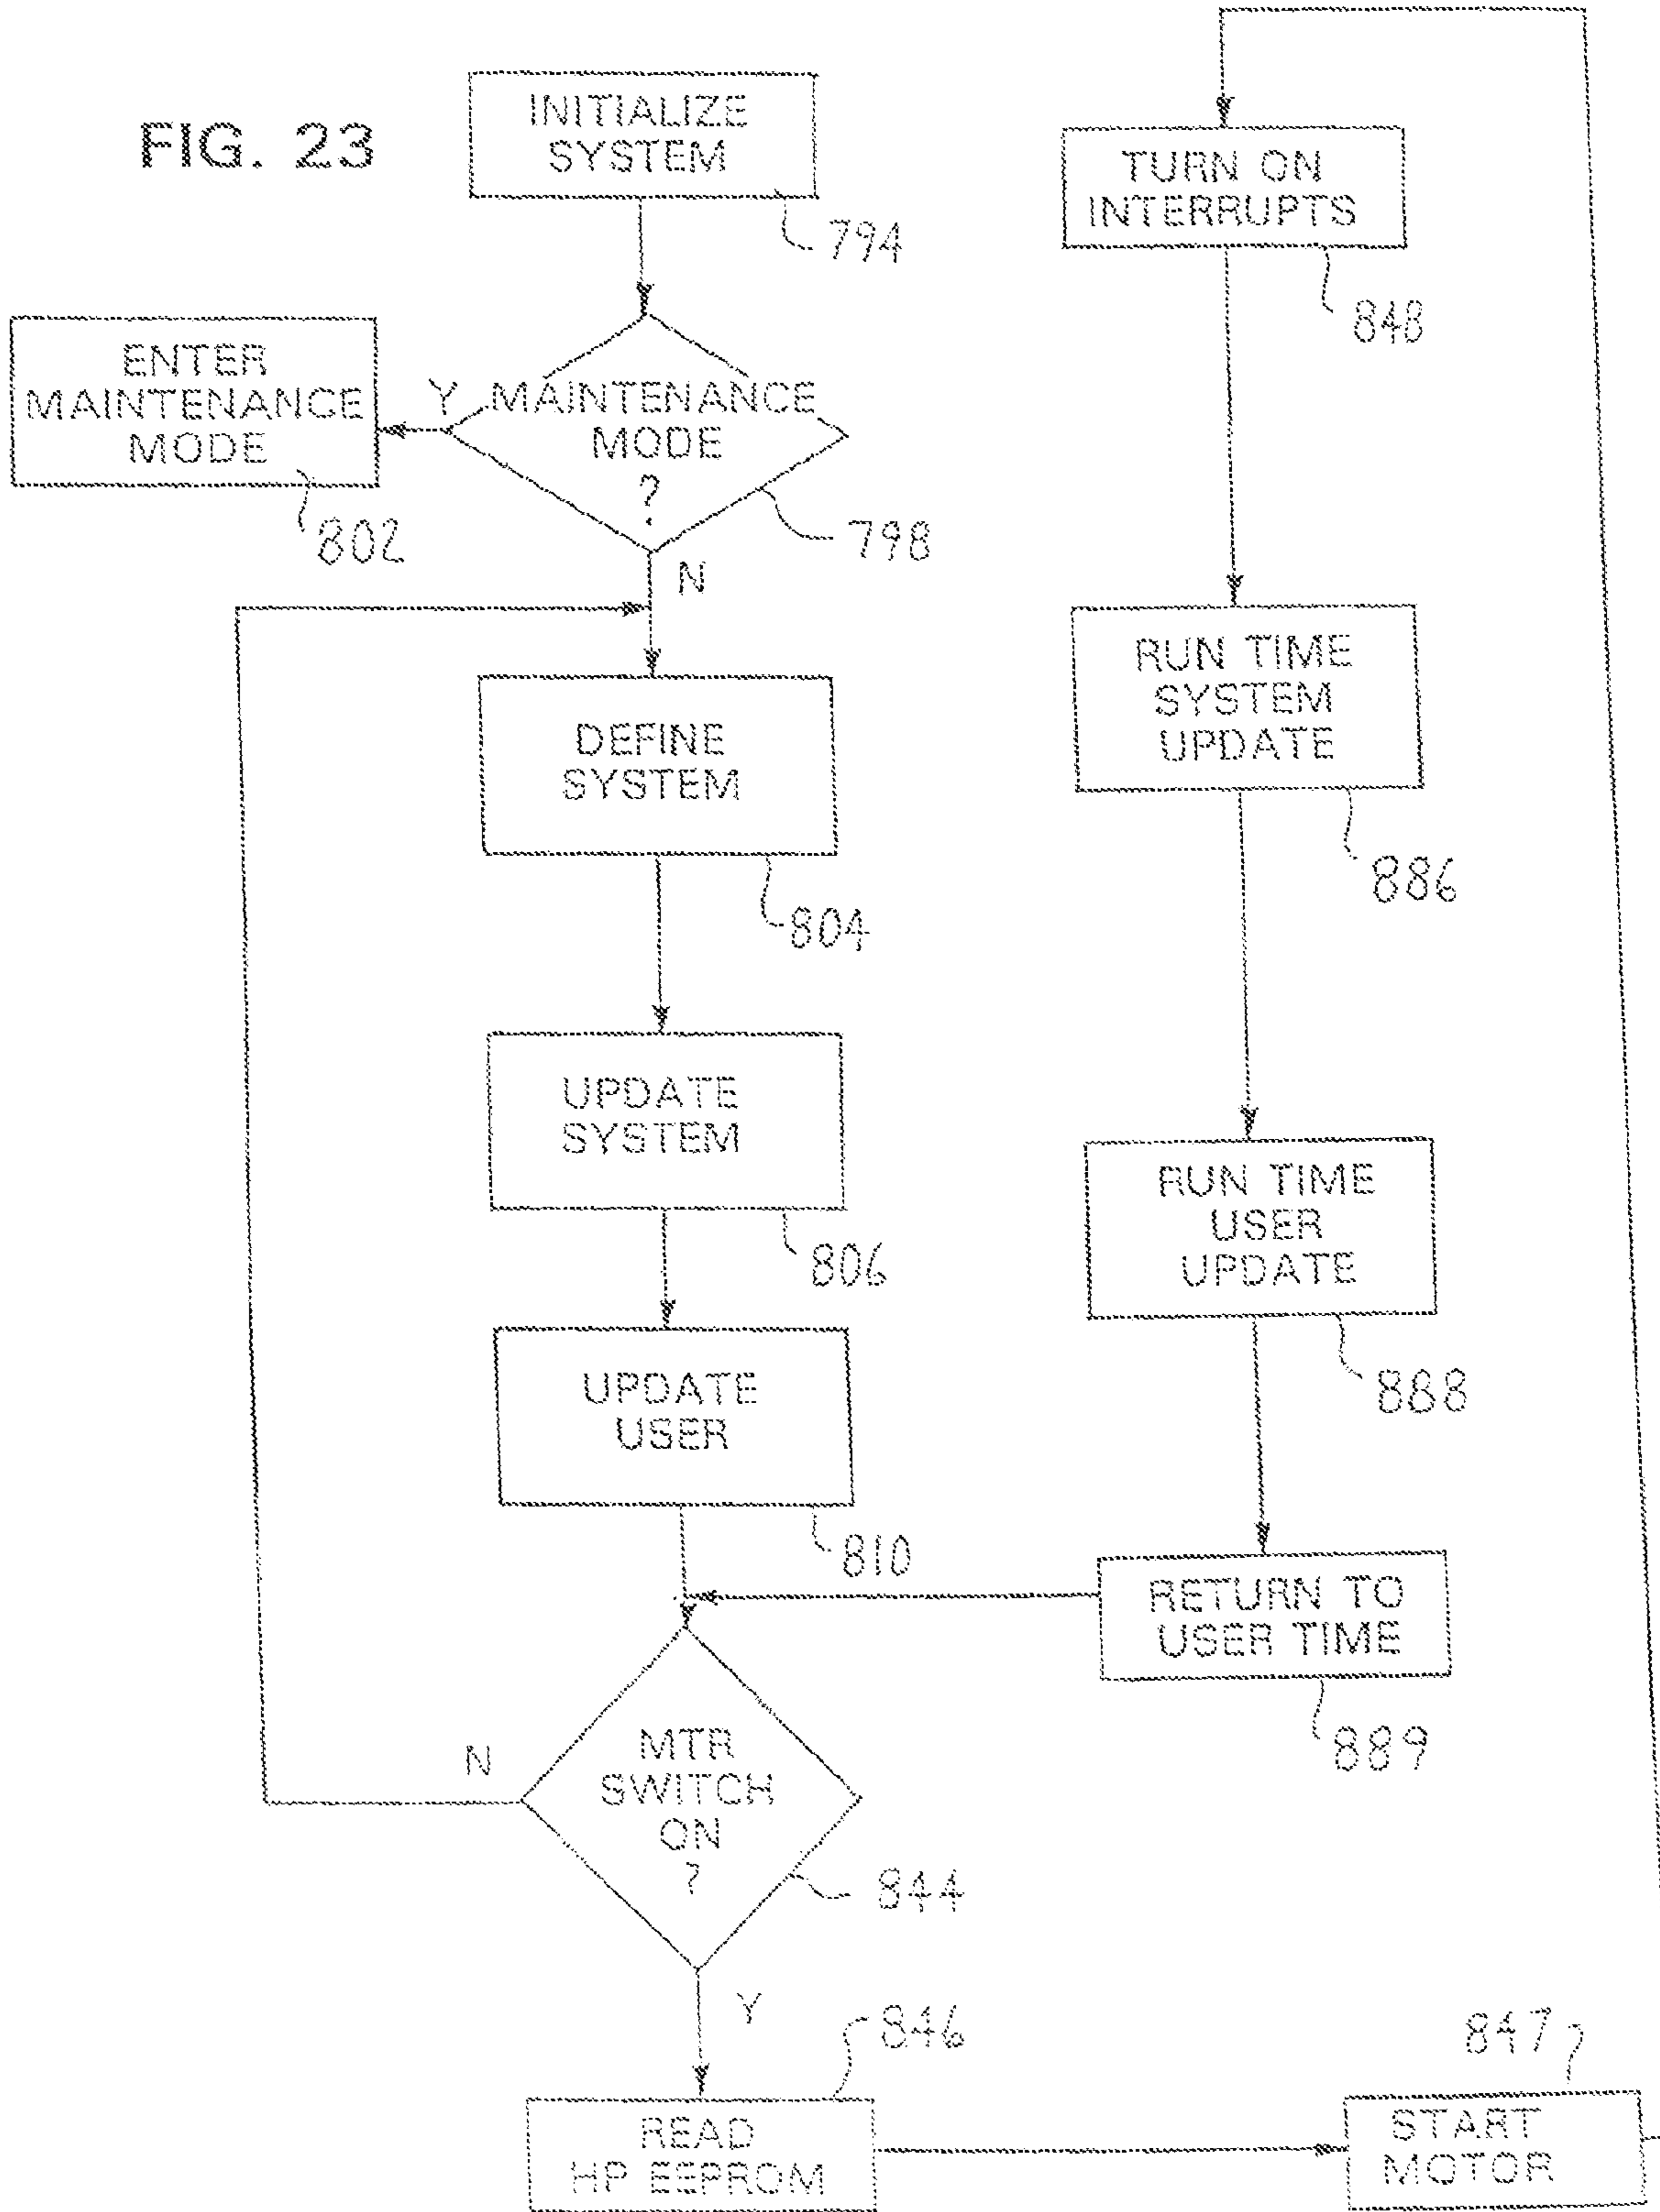 FIG. 23
INITIALIZE
SYSTEM
794
ENTER
MAINTENANCE
MODE
802
Y
MAINTENANCE
MODE
?
798
N
DEFINE
SYSTEM
804
UPDATE
SYSTEM
806
UPDATE
USER
810
MTR
SWITCH
ON
?
844
N
Y
846
READ
HP EEPROM
847
START
MOTOR
TURN ON
INTERRUPTS
848
RUN TIME
SYSTEM
UPDATE
886
RUN TIME
USER
UPDATE
888
RETURN TO
USER TIME
889